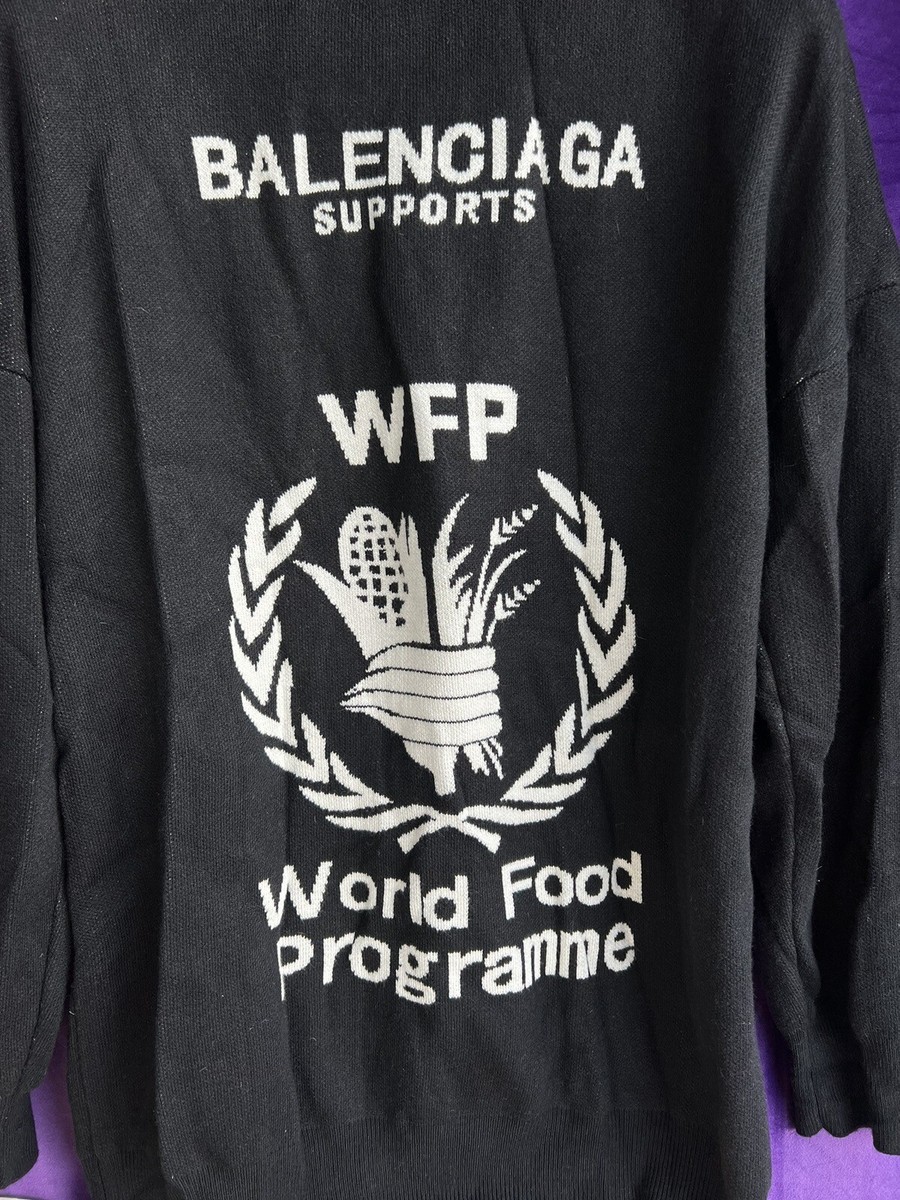 BALENCIAGA
SUPPORTS
WFP
World Food
Programme